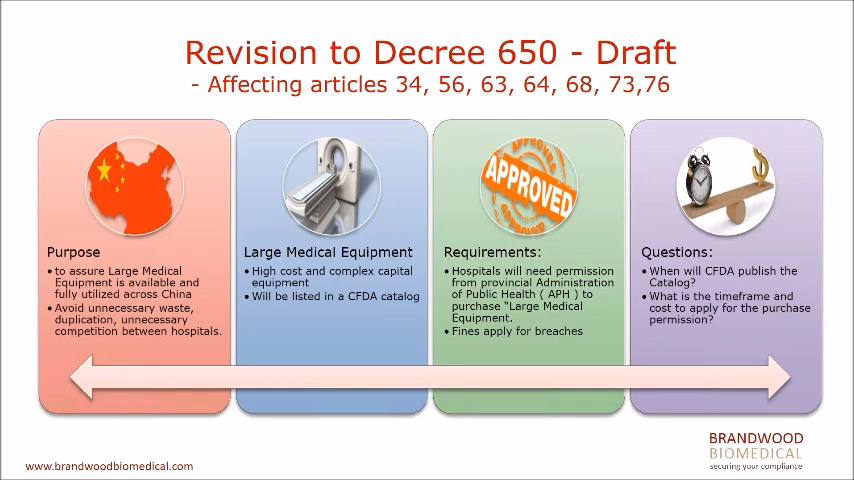 Revision to Decree 650 - Draft
- Affecting articles 34, 56, 63, 64, 68, 73,76
Purpose
• to assure Large Medical
Equipment is available and
fully utilized across China
• Avoid unnecessary waste,
duplication, unnecessary
competition between hospitals.
Large Medical Equipment
• High cost and complex capital
equipment
• Will be listed in a CFDA catalog
APPROVED
APPROVED
APPROVED
Requirements:
• Hospitals will need permission
from provincial Administration
of Public Health ( APH ) to
purchase “Large Medical
Equipment.
• Fines apply for breaches
$
Questions:
• When will CFDA publish the
Catalog?
• What is the timeframe and
cost to apply for the purchase
permission?
www.brandwoodbiomedical.com
BRANDWOOD
BIOMEDICAL
securing your compliance